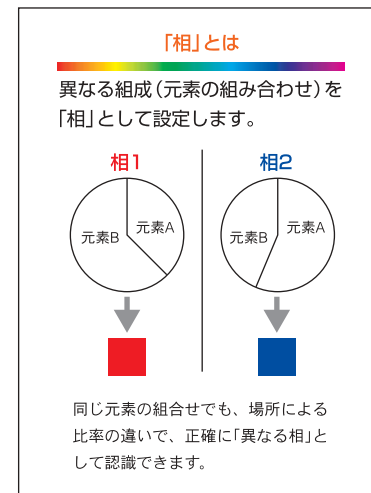 「相」とは
異なる組成（元素の組み合わせ）を
「相」として設定します。
相1
相2
元素B
元素A
元素B
元素A
同じ元素の組合せでも、場所による
比率の違いで、正確に「異なる相」と
して認識できます。